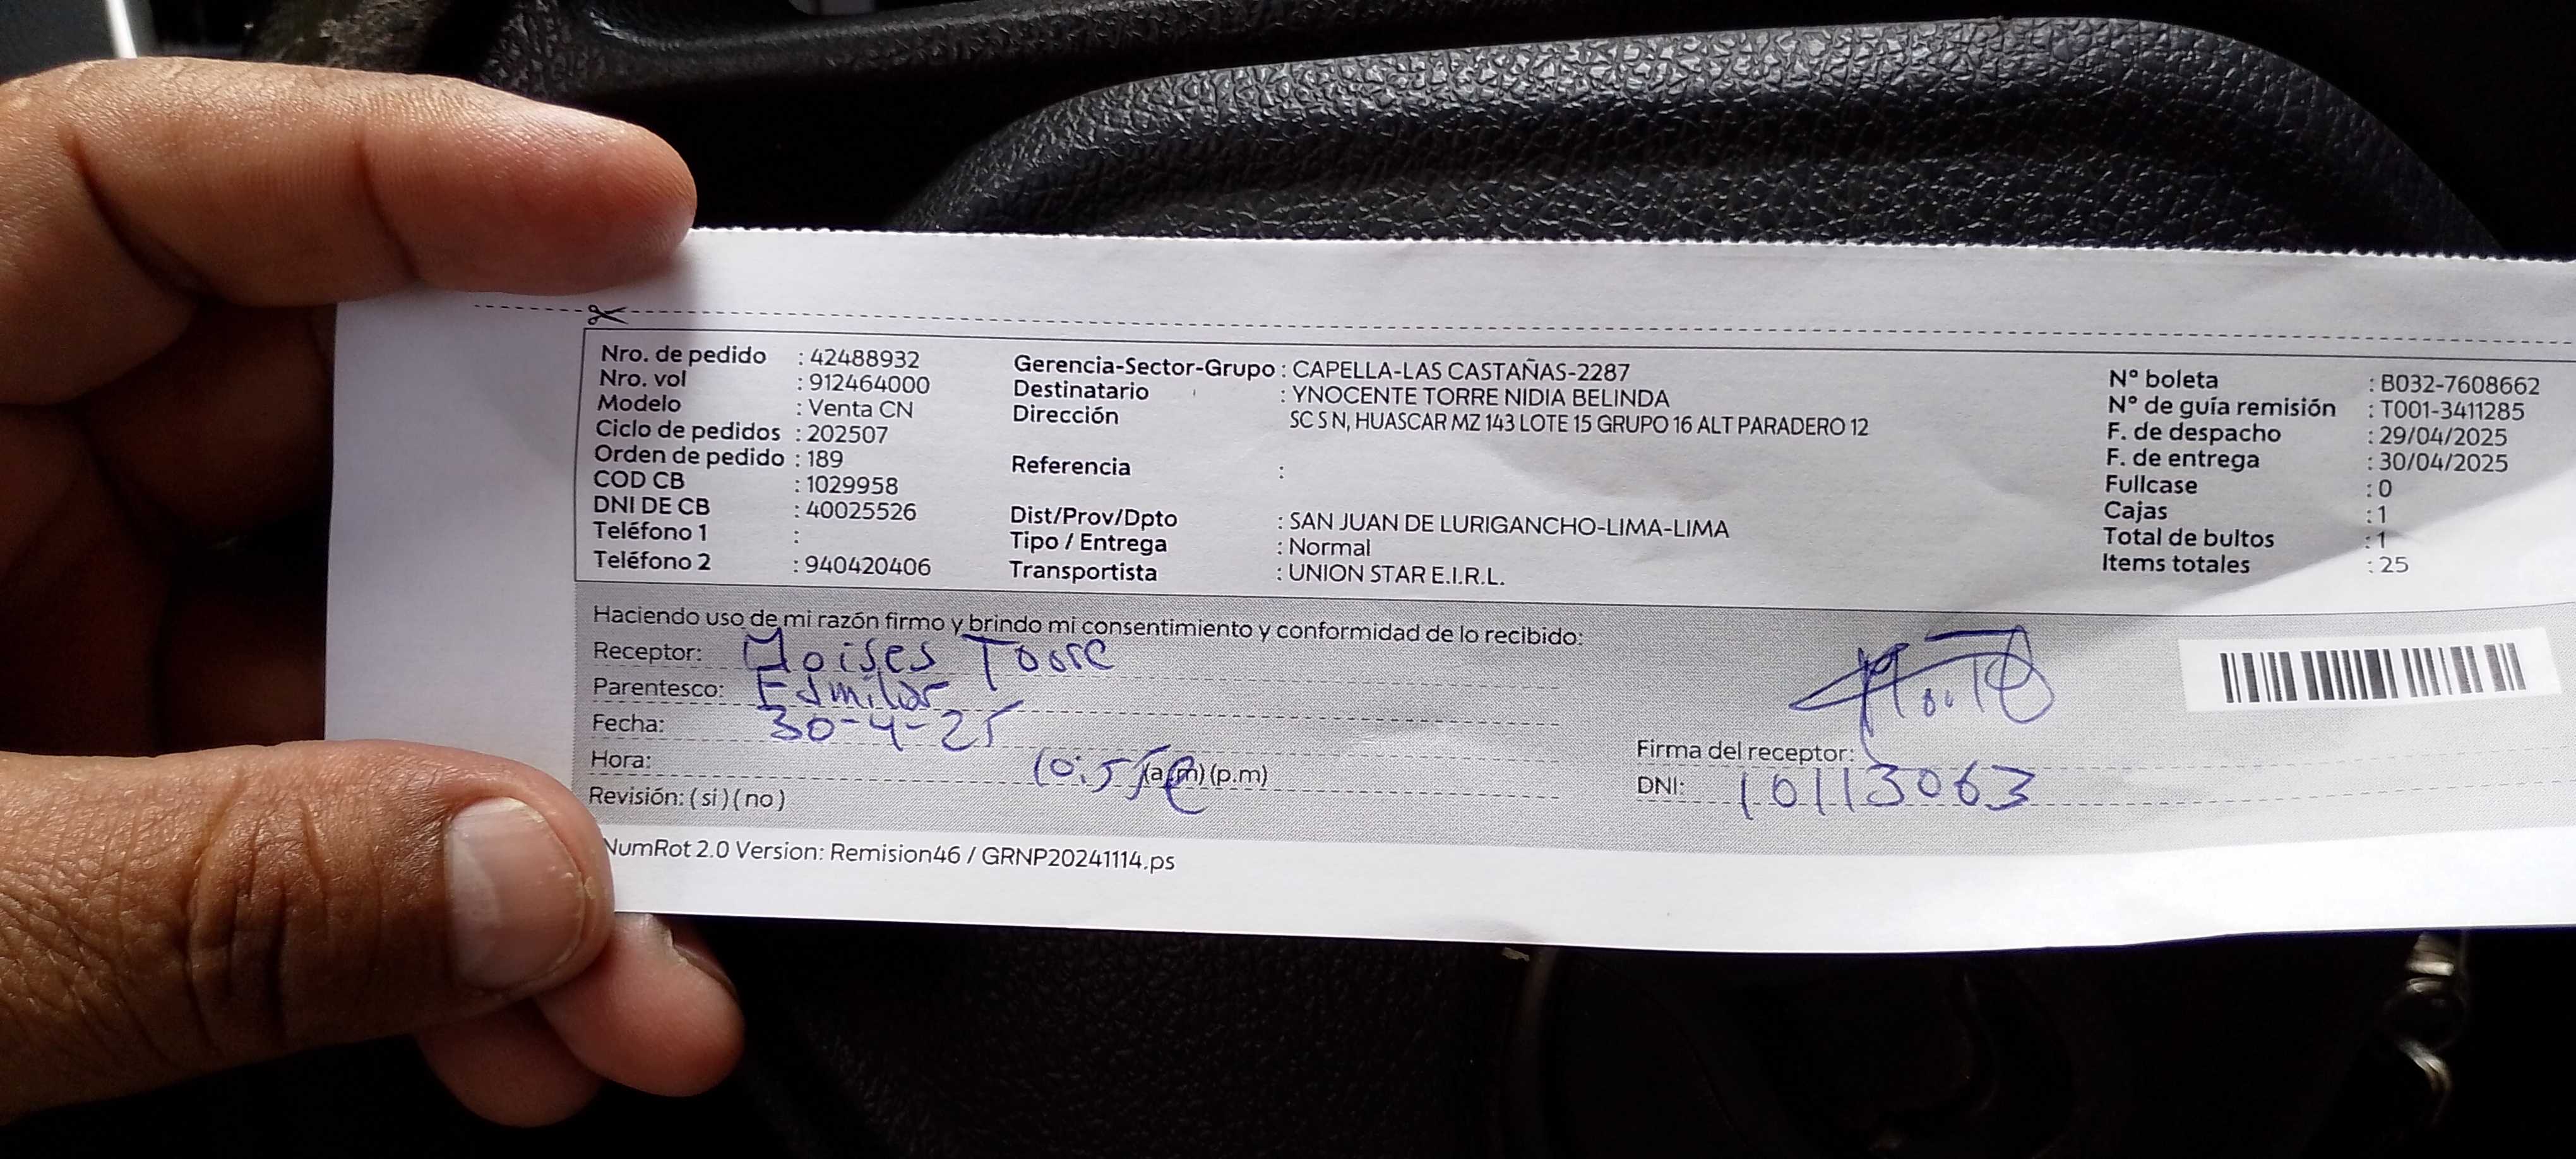 Nro. de pedido : 42488932
Nro. vol : 912464000
Modelo : Venta CN
Ciclo de pedidos : 202507
Orden de pedido : 189
COD CB : 1029958
DNI DE CB : 40025526
Teléfono 1 :
Teléfono 2 : 940420406
Gerencia-Sector-Grupo : CAPELLA-LAS CASTAÑAS-2287
Destinatario : YNOCENTE TORRE NIDIA BELINDA
Dirección SC S N, HUASCAR MZ 143 LOTE 15 GRUPO 16 ALT PARADERO 12
Referencia :
Dist/Prov/Dpto : SAN JUAN DE LURIGANCHO-LIMA-LIMA
Tipo / Entrega : Normal
Transportista : UNION STAR E.I.R.L.
N° boleta : B032-7608662
N° de guía remisión : T001-3411285
F. de despacho : 29/04/2025
F. de entrega : 30/04/2025
Fullcase : 0
Cajas : 1
Total de bultos : 1
Items totales : 25
Haciendo uso de mi razón firmo y brindo mi consentimiento y conformidad de lo recibido:
Receptor: Moises Torre
Parentesco: Familar
Fecha: 30-4-25
Hora: (a.m) (p.m)
Revisión: ( si ) ( no )
Firma del receptor:
DNI: 10113063
NumRot 2.0 Version: Remision46 / GRNP20241114.ps